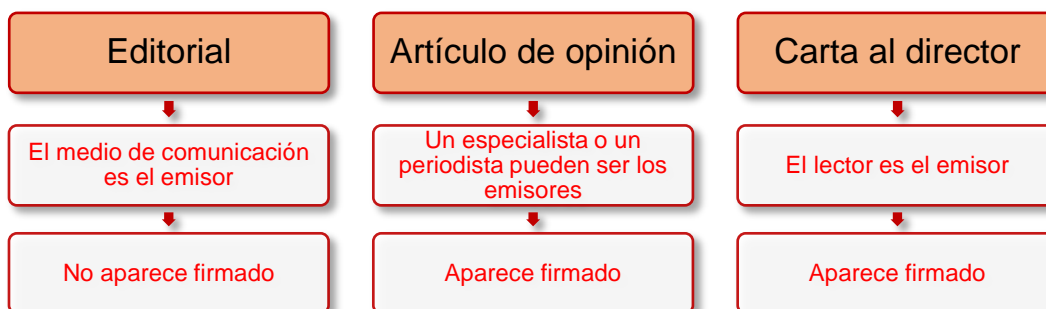 Editorial
Artículo de opinión
Carta al director
El medio de comunicación
es el emisor
Un especialista o un
periodista pueden ser los
emisores
El lector es el emisor
No aparece firmado
Aparece firmado
Aparece firmado